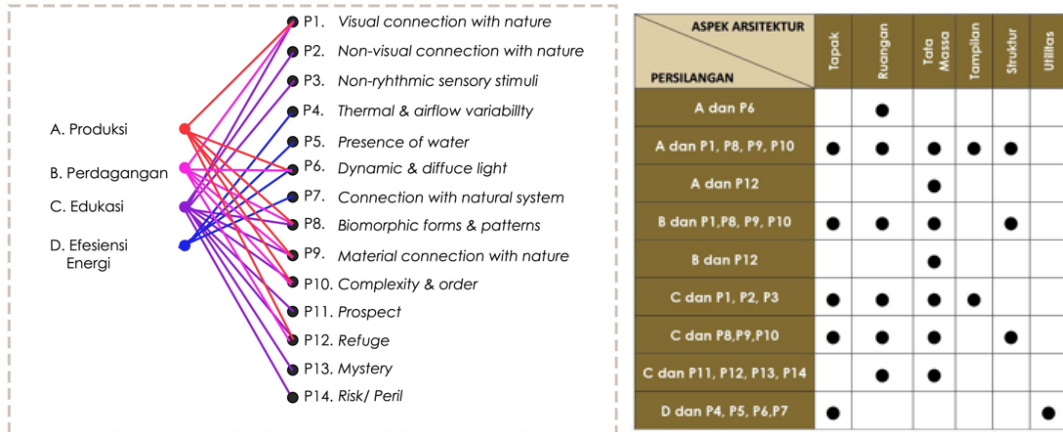 P1. Visual connection with nature
P2. Non-visual connection with nature
P3. Non-ryhthmic sensory stimuli
P4. Thermal & airflow variabillty
A. Produksi
P5. Presence of water
P6. Dynamic & diffuce light
B. Perdagangan
P7. Connection with natural system
C. Edukasi
P8. Biomorphic forms & patterns
D. Efesiensi
Energi
P9. Material connection with nature
P10. Complexity & order
P11. Prospect
P12. Refuge
P13. Mystery
P14. Risk/ Peril
ASPEK ARSITEKTUR
PERSILANGAN
Tapak
Ruangan
Tata
Massa
Tampilan
Struktur
Utilitas
A dan P6
A dan P1, P8, P9, P10
A dan P12
B dan P1,P8, P9, P10
B dan P12
C dan P1, P2, P3
C dan P8,P9,P10
C dan P11, P12, P13, P14
D dan P4, P5, P6,P7